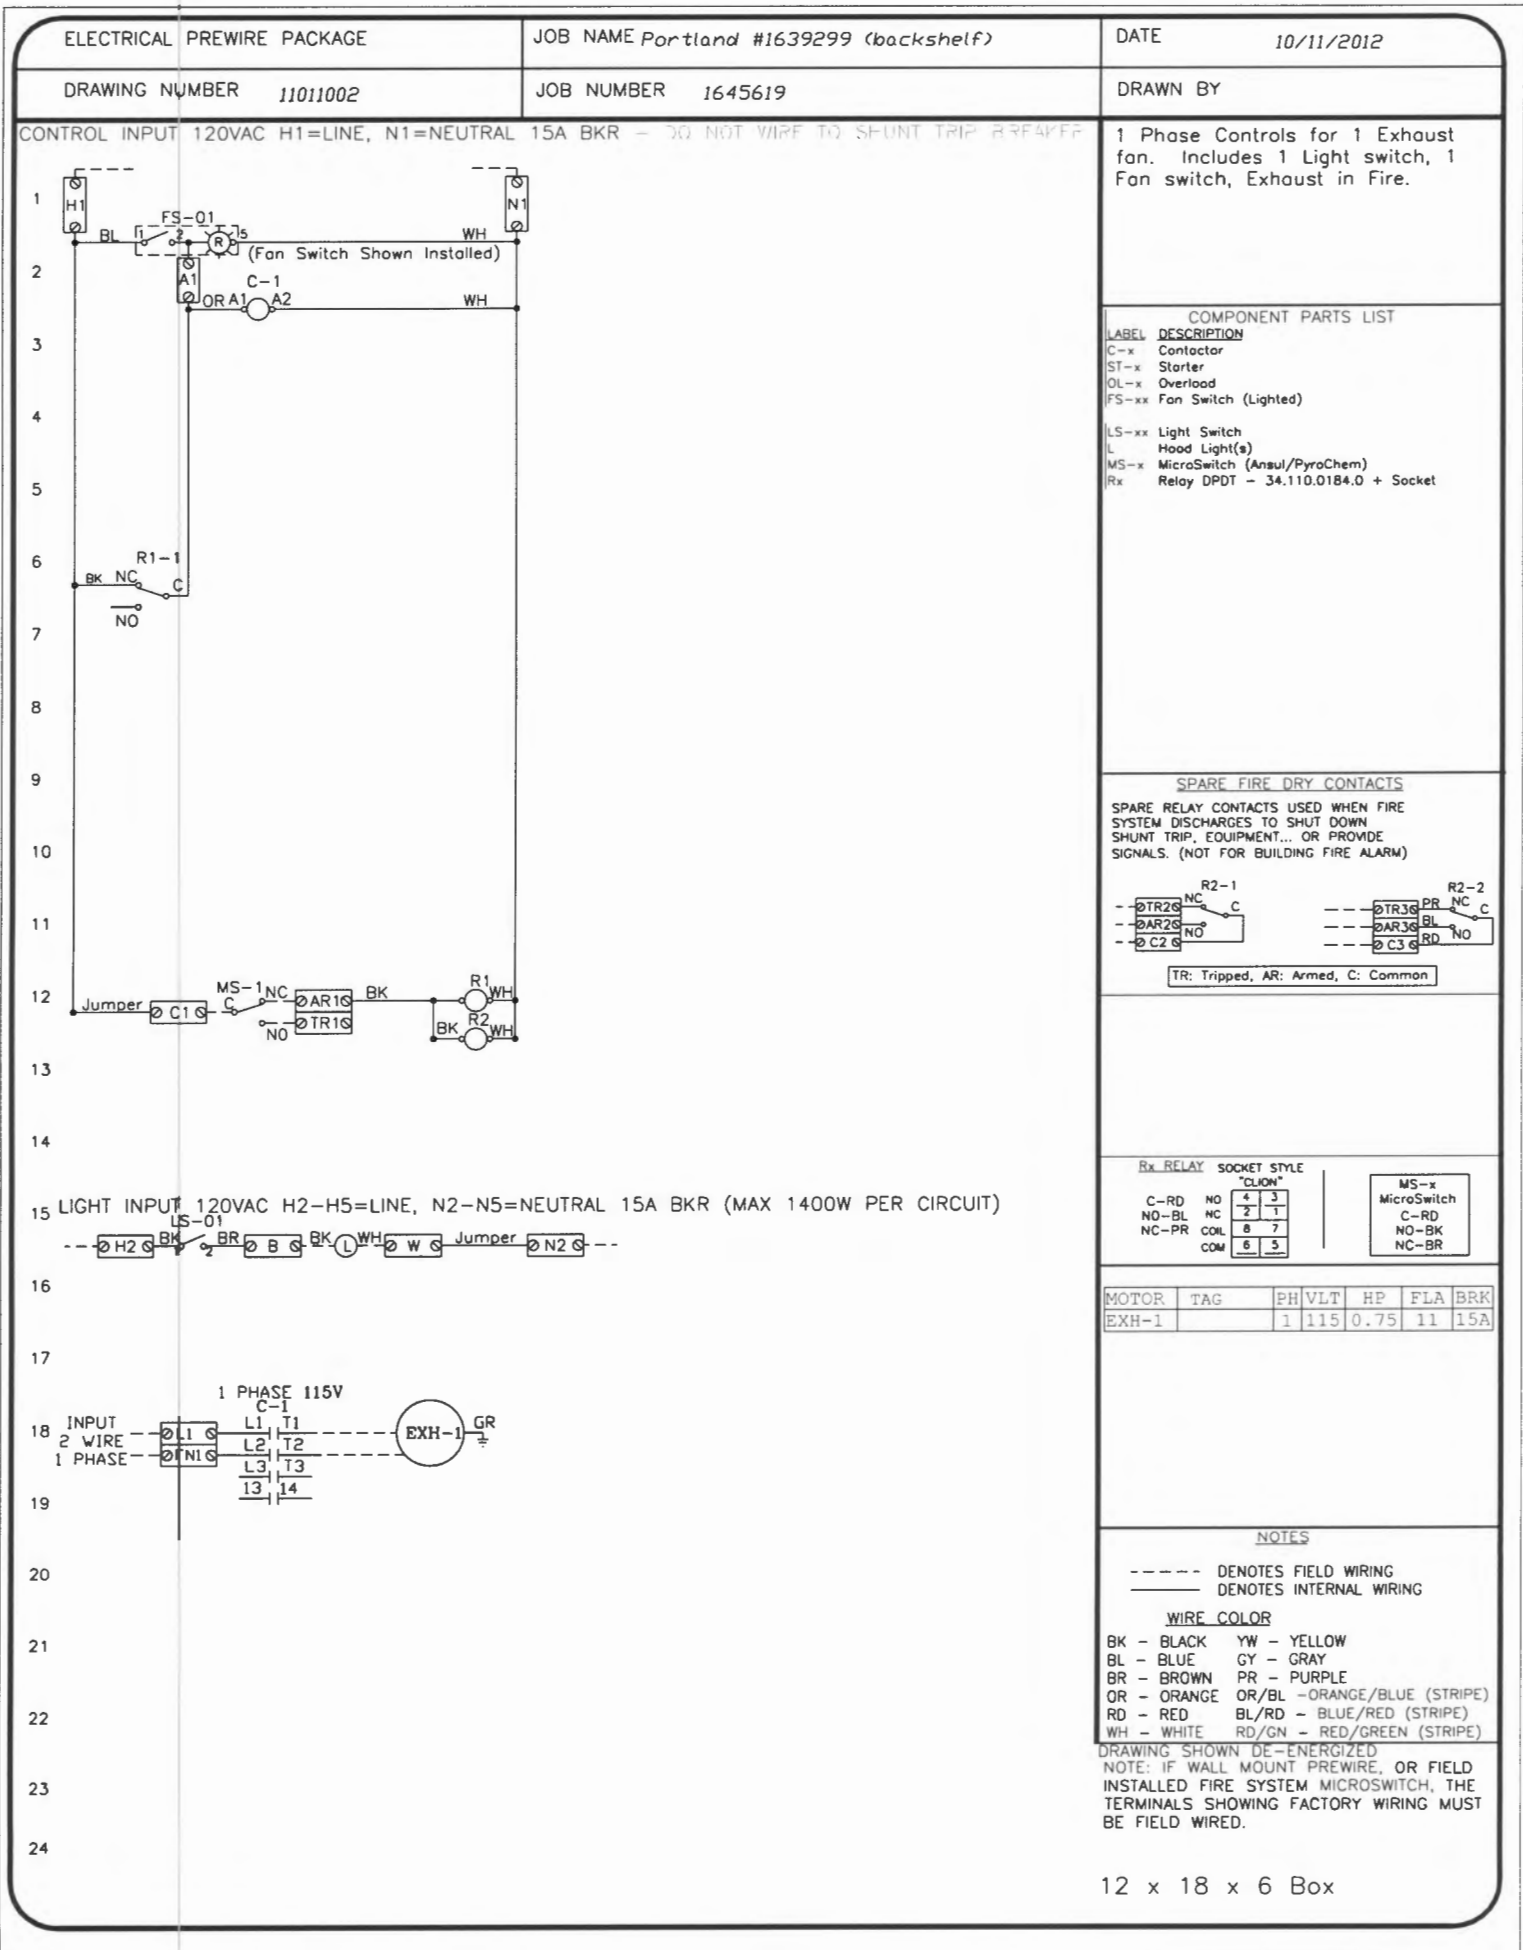 ELECTRICAL PREWIRE PACKAGE
JOB NAME Portland #1639299 (backshelf)
DATE 10/11/2012
DRAWING NUMBER 11011002
JOB NUMBER 1645619
DRAWN BY
CONTROL INPUT 120VAC H1=LINE, N1=NEUTRAL 15A BKR - DO NOT WIRE TO SHUNT TRIP BREAKER
1
H1
N1
FS-01
BL
1
2
R
5
WH
(Fan Switch Shown Installed)
2
A1
C-1
OR A1 A2
WH
3
4
5
6
R1-1
BK NC
C
NO
7
8
9
10
11
12
Jumper
C1
MS-1
C
NC
AR1
BK
R1
WH
NO
TR1
BK
R2
WH
13
14
15
LIGHT INPUT 120VAC H2-H5=LINE, N2-N5=NEUTRAL 15A BKR (MAX 1400W PER CIRCUIT)
LS-01
H2
BK
2
BR
B
BK
L
WH
W
Jumper
N2
16
17
1 PHASE 115V
C-1
18
INPUT
2 WIRE
1 PHASE
L1
N1
L1 T1
L2 T2
L3 T3
13 14
EXH-1
GR
19
20
21
22
23
24
1 Phase Controls for 1 Exhaust
fan. Includes 1 Light switch, 1
Fan switch, Exhaust in Fire.
COMPONENT PARTS LIST
LABEL DESCRIPTION
C-x Contactor
ST-x Starter
OL-x Overload
FS-xx Fan Switch (Lighted)
LS-xx Light Switch
L Hood Light(s)
MS-x MicroSwitch (Ansul/PyroChem)
Rx Relay DPDT - 34.110.0184.0 + Socket
SPARE FIRE DRY CONTACTS
SPARE RELAY CONTACTS USED WHEN FIRE
SYSTEM DISCHARGES TO SHUT DOWN
SHUNT TRIP, EQUIPMENT... OR PROVIDE
SIGNALS. (NOT FOR BUILDING FIRE ALARM)
R2-1
TR2 NC
C
AR2
NO
C2
R2-2
TR3 PR NC
C
AR3 BL
NO
C3 RD
TR: Tripped, AR: Armed, C: Common
Rx RELAY SOCKET STYLE
"CLION"
C-RD NO 4 3
NO-BL NC 2 1
NC-PR COIL 8 7
COM 6 5
MS-x
MicroSwitch
C-RD
NO-BK
NC-BR
MOTOR TAG PH VLT HP FLA BRK
EXH-1 1 115 0.75 11 15A
NOTES
DENOTES FIELD WIRING
DENOTES INTERNAL WIRING
WIRE COLOR
BK - BLACK YW - YELLOW
BL - BLUE GY - GRAY
BR - BROWN PR - PURPLE
OR - ORANGE OR/BL -ORANGE/BLUE (STRIPE)
RD - RED BL/RD - BLUE/RED (STRIPE)
WH - WHITE RD/GN - RED/GREEN (STRIPE)
DRAWING SHOWN DE-ENERGIZED
NOTE: IF WALL MOUNT PREWIRE, OR FIELD
INSTALLED FIRE SYSTEM MICROSWITCH, THE
TERMINALS SHOWING FACTORY WIRING MUST
BE FIELD WIRED.
12 x 18 x 6 Box